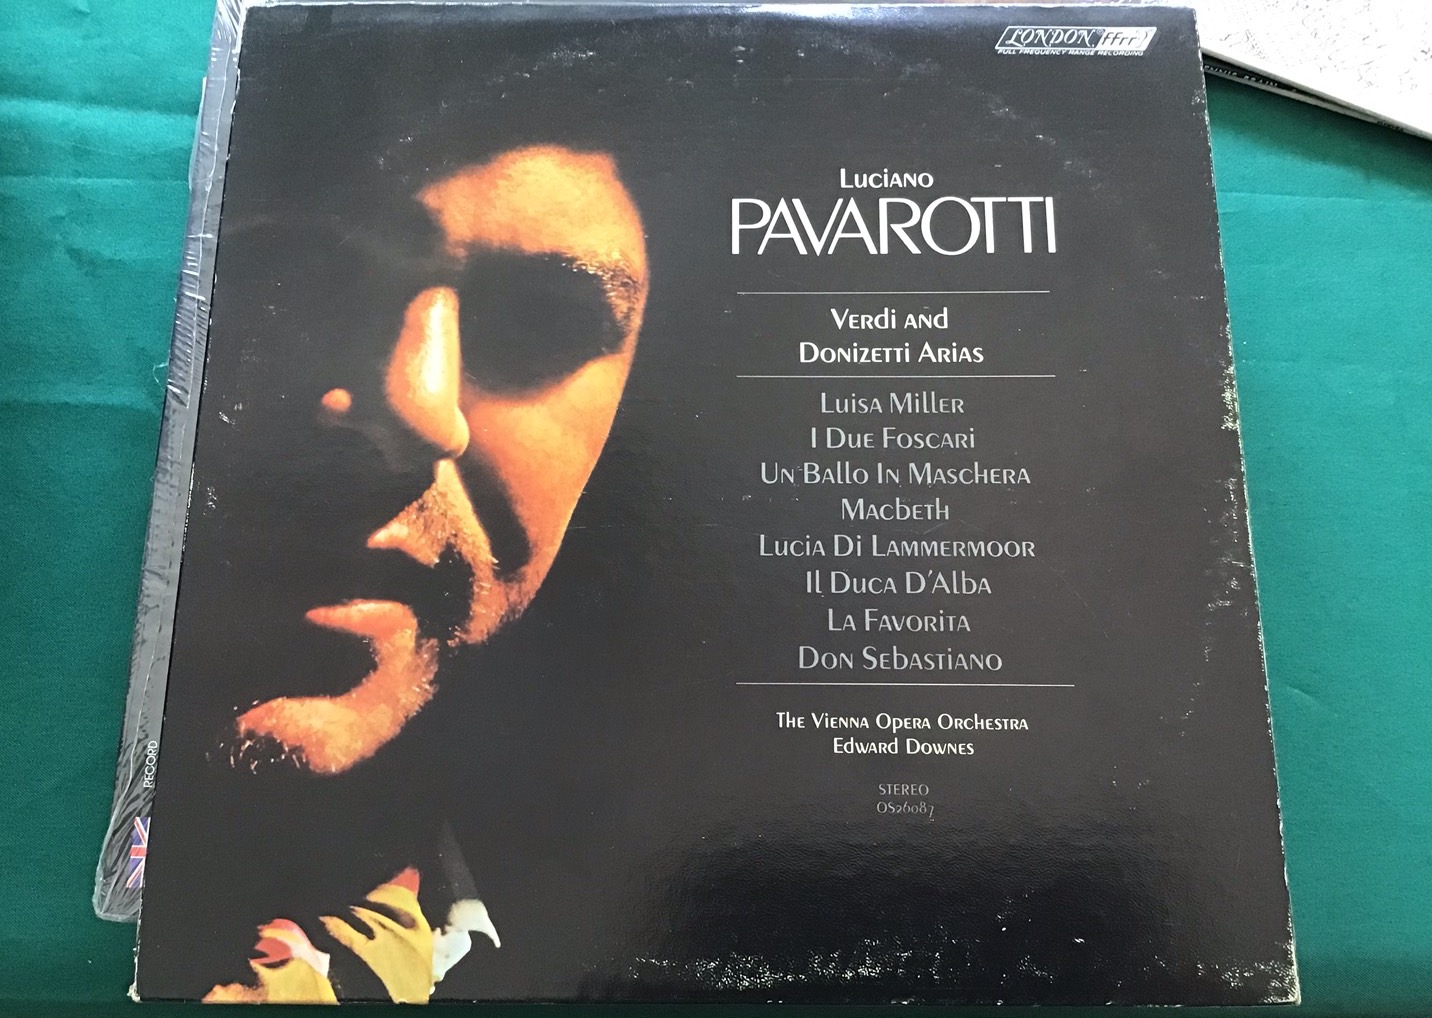 LONDON ffrr
FULL FREQUENCY RANGE RECORDING
Luciano
PAVAROTTI
Verdi and
Donizetti Arias
Luisa Miller
I Due Foscari
Un Ballo In Maschera
Macbeth
Lucia Di Lammermoor
Il Duca D'Alba
La Favorita
Don Sebastiano
The Vienna Opera Orchestra
Edward Downes
STEREO
OS26087
RECORD